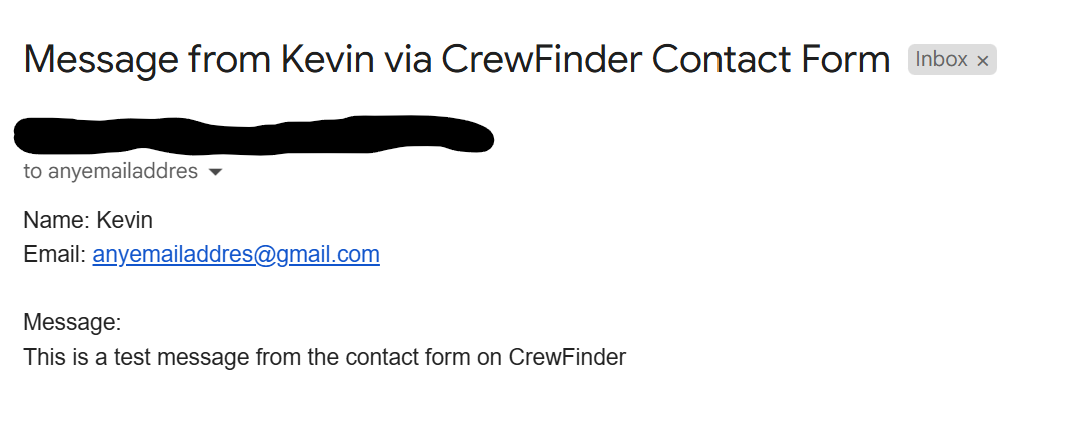 Message from Kevin via CrewFinder Contact Form Inbox ×
to anyemailaddres
Name: Kevin
Email: anyemailaddres@gmail.com
Message:
This is a test message from the contact form on CrewFinder